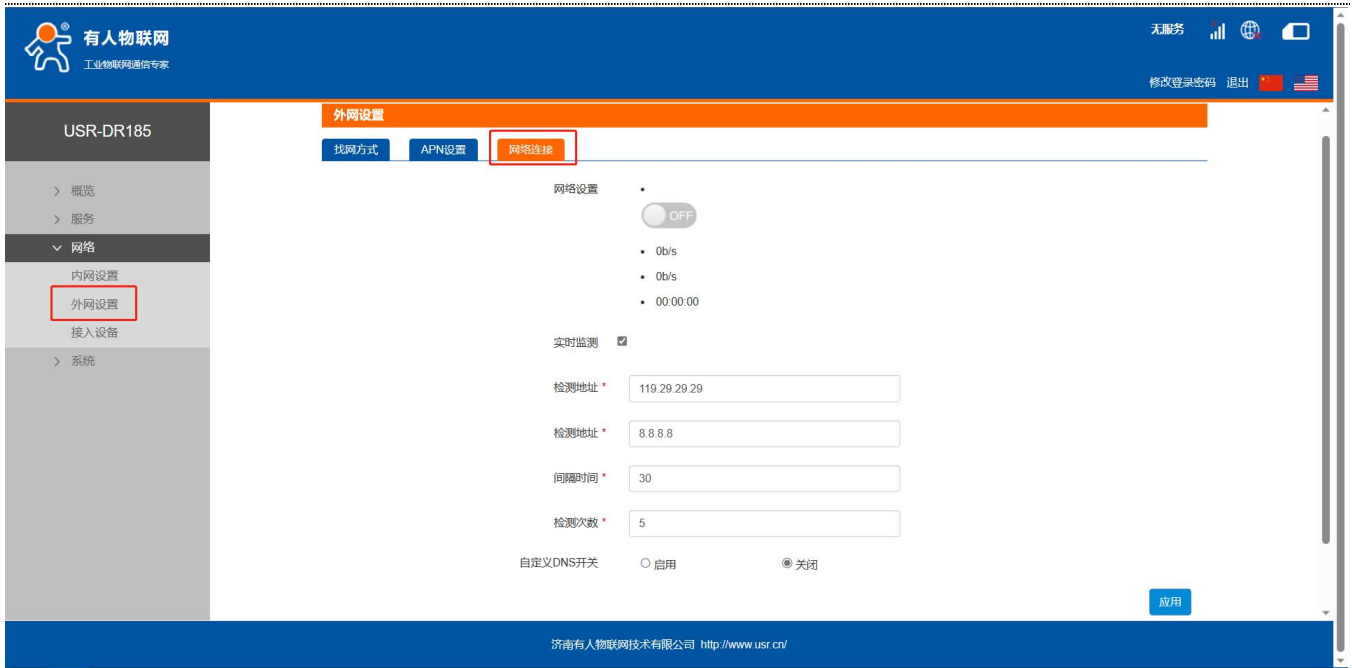 有人物联网
工业物联网通信专家
无服务
修改登录密码 退出
USR-DR185
概览
服务
网络
内网设置
外网设置
接入设备
系统
外网设置
找网方式 APN设置 网络连接
网络设置
OFF
• 0b/s
• 0b/s
• 00:00:00
实时监测
检测地址 * 119.29.29.29
检测地址 * 8.8.8.8
间隔时间 * 30
检测次数 * 5
自定义DNS开关 启用 关闭
应用
济南有人物联网技术有限公司 http://www.usr.cn/